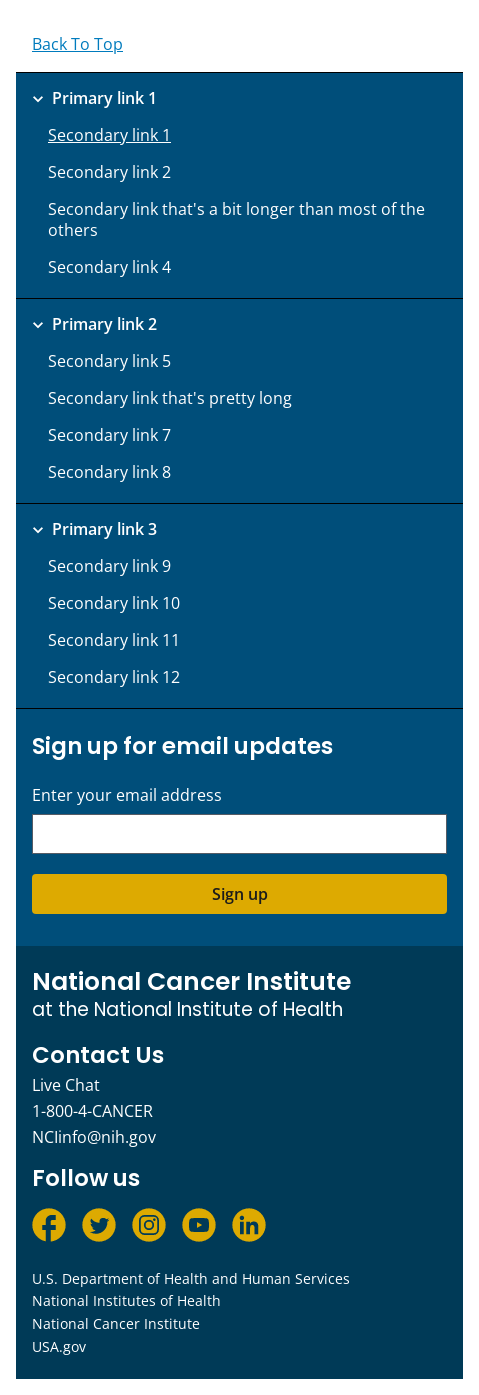 Back To Top
Primary link 1
Secondary link 1
Secondary link 2
Secondary link that's a bit longer than most of the
others
Secondary link 4
Primary link 2
Secondary link 5
Secondary link that's pretty long
Secondary link 7
Secondary link 8
Primary link 3
Secondary link 9
Secondary link 10
Secondary link 11
Secondary link 12
Sign up for email updates
Enter your email address
Sign up
National Cancer Institute
at the National Institute of Health
Contact Us
Live Chat
1-800-4-CANCER
NCIinfo@nih.gov
Follow us
U.S. Department of Health and Human Services
National Institutes of Health
National Cancer Institute
USA.gov